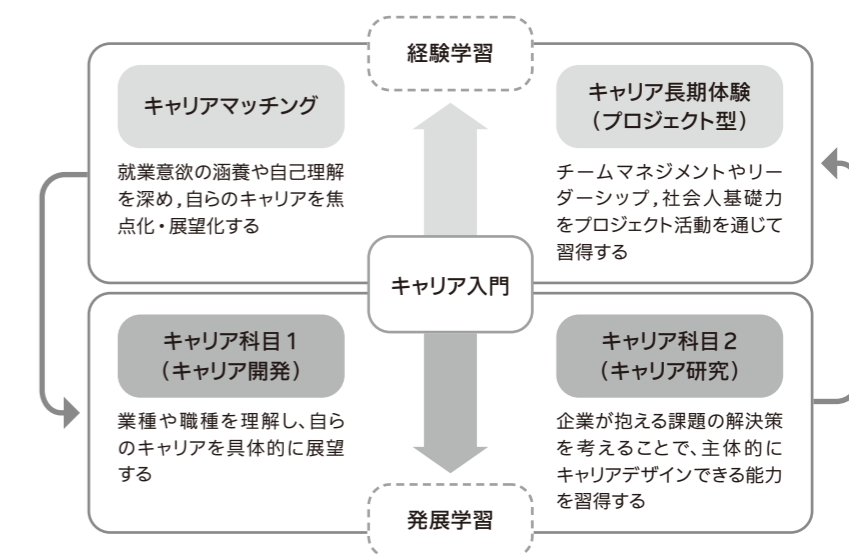 経験学習
キャリアマッチング
就業意欲の涵養や自己理解
を深め,自らのキャリアを焦
点化・展望化する
キャリア長期体験
（プロジェクト型）
チームマネジメントやリー
ダーシップ,社会人基礎力
をプロジェクト活動を通じて
習得する
キャリア入門
キャリア科目1
（キャリア開発）
業種や職種を理解し、自ら
のキャリアを具体的に展望
する
キャリア科目2
（キャリア研究）
企業が抱える課題の解決策
を考えることで、主体的に
キャリアデザインできる能力
を習得する
発展学習